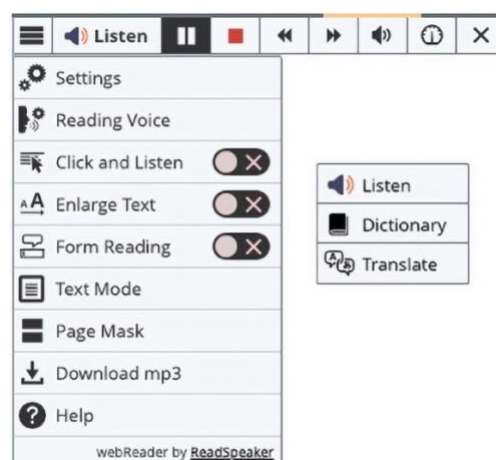 Listen
Settings
Reading Voice
Click and Listen
Enlarge Text
Form Reading
Text Mode
Page Mask
Download mp3
Help
webReader by ReadSpeaker
Listen
Dictionary
Translate